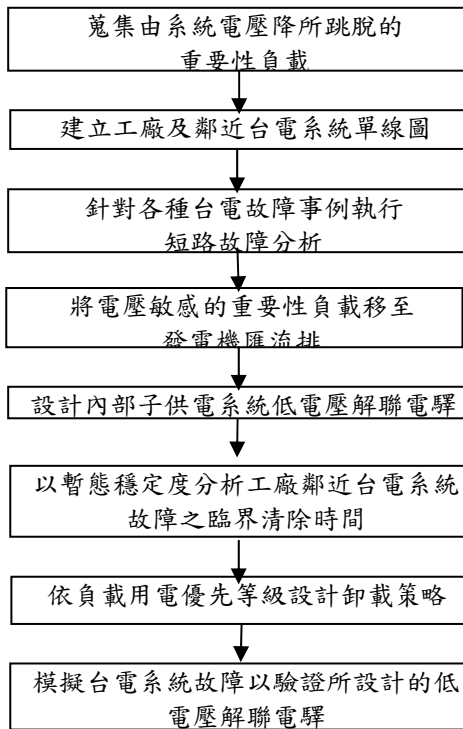 蒐集由系統電壓降所跳脫的
重要性負載
建立工廠及鄰近台電系統單線圖
針對各種台電故障事例執行
短路故障分析
將電壓敏感的重要性負載移至
發電機匯流排
設計內部子供電系統低電壓解聯電驛
以暫態穩定度分析工廠鄰近台電系統
故障之臨界清除時間
依負載用電優先等級設計卸載策略
模擬台電系統故障以驗證所設計的低
電壓解聯電驛